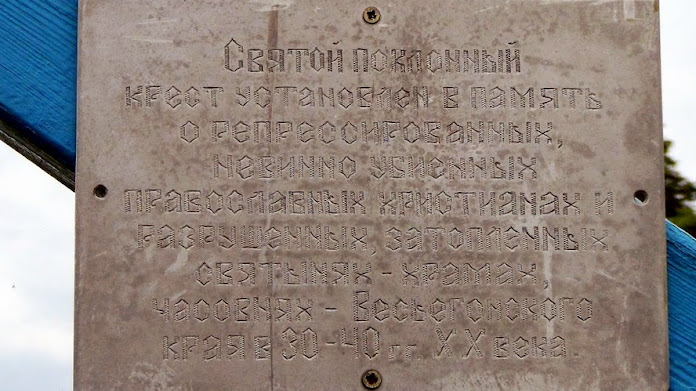 Святой поклонный
крест установлен в память
о репрессированных,
невинно убиенных
православных христианах и
разрушенных, затопленных
святынях - храмах,
часовнях - Весьегонского
края в 30-40 гг. XX века.